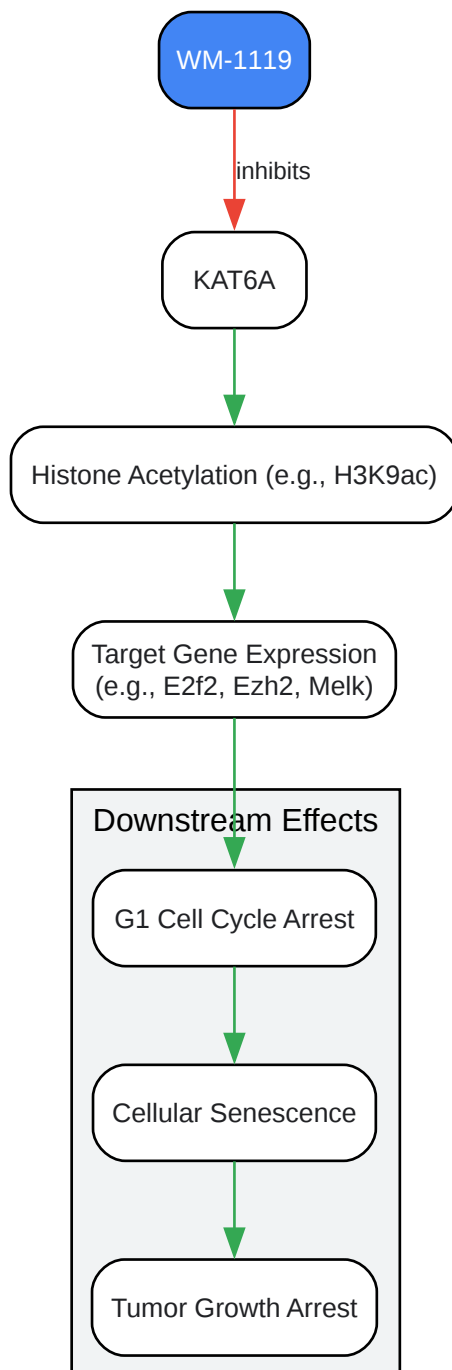 WM-1119
inhibits
KAT6A
Histone Acetylation (e.g., H3K9ac)
Target Gene Expression
(e.g., E2f2, Ezh2, Melk)
Downstream Effects
G1 Cell Cycle Arrest
Cellular Senescence
Tumor Growth Arrest